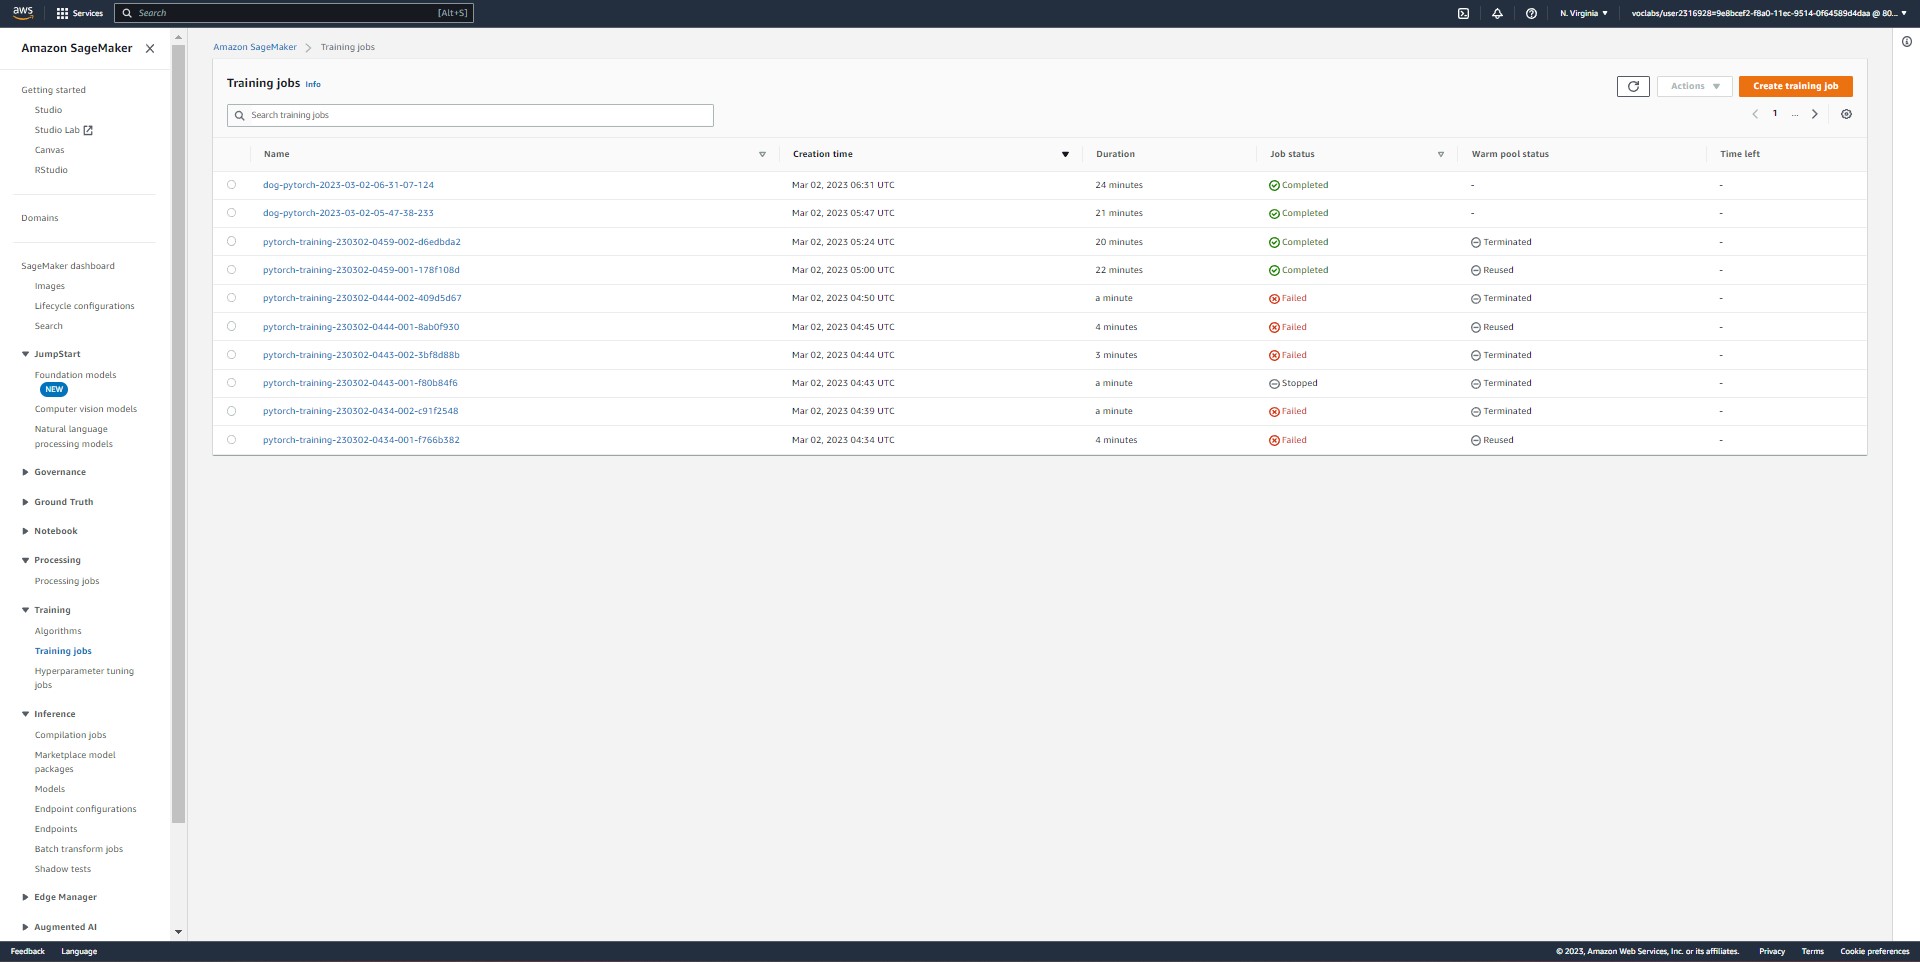 aws Services Search [Alt+S] N. Virginia ▼ voclabs/user2316928=9e8bcef2-f8a0-11ec-9514-0f64589d4daa @ 80... ▼
Amazon SageMaker
Getting started
Studio
Studio Lab
Canvas
RStudio
Domains
SageMaker dashboard
Images
Lifecycle configurations
Search
JumpStart
Foundation models
NEW
Computer vision models
Natural language
processing models
Governance
Ground Truth
Notebook
Processing
Processing jobs
Training
Algorithms
Training jobs
Hyperparameter tuning
jobs
Inference
Compilation jobs
Marketplace model
packages
Models
Endpoint configurations
Endpoints
Batch transform jobs
Shadow tests
Edge Manager
Augmented AI
Amazon SageMaker > Training jobs
Training jobs Info
Actions ▼ Create training job
Search training jobs
< 1 ... >
Name Creation time Duration Job status Warm pool status Time left
dog-pytorch-2023-03-02-06-31-07-124 Mar 02, 2023 06:31 UTC 24 minutes Completed - -
dog-pytorch-2023-03-02-05-47-38-233 Mar 02, 2023 05:47 UTC 21 minutes Completed - -
pytorch-training-230302-0459-002-d6edbda2 Mar 02, 2023 05:24 UTC 20 minutes Completed Terminated -
pytorch-training-230302-0459-001-178f108d Mar 02, 2023 05:00 UTC 22 minutes Completed Reused -
pytorch-training-230302-0444-002-409d5d67 Mar 02, 2023 04:50 UTC a minute Failed Terminated -
pytorch-training-230302-0444-001-8ab0f930 Mar 02, 2023 04:45 UTC 4 minutes Failed Reused -
pytorch-training-230302-0443-002-3bf8d88b Mar 02, 2023 04:44 UTC 3 minutes Failed Terminated -
pytorch-training-230302-0443-001-f80b84f6 Mar 02, 2023 04:43 UTC a minute Stopped Terminated -
pytorch-training-230302-0434-002-c91f2548 Mar 02, 2023 04:39 UTC a minute Failed Terminated -
pytorch-training-230302-0434-001-f766b382 Mar 02, 2023 04:34 UTC 4 minutes Failed Reused -
Feedback Language © 2023, Amazon Web Services, Inc. or its affiliates. Privacy Terms Cookie preferences